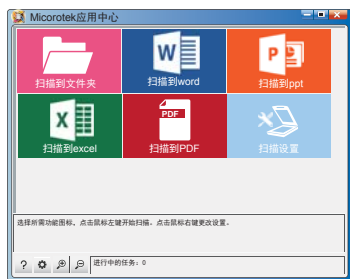 Micorotek应用中心
扫描到文件夹
扫描到word
扫描到ppt
扫描到excel
扫描到PDF
扫描设置
选择所需功能图标、点击鼠标左键开始扫描。点击鼠标右键更改设置。
进行中的任务：0